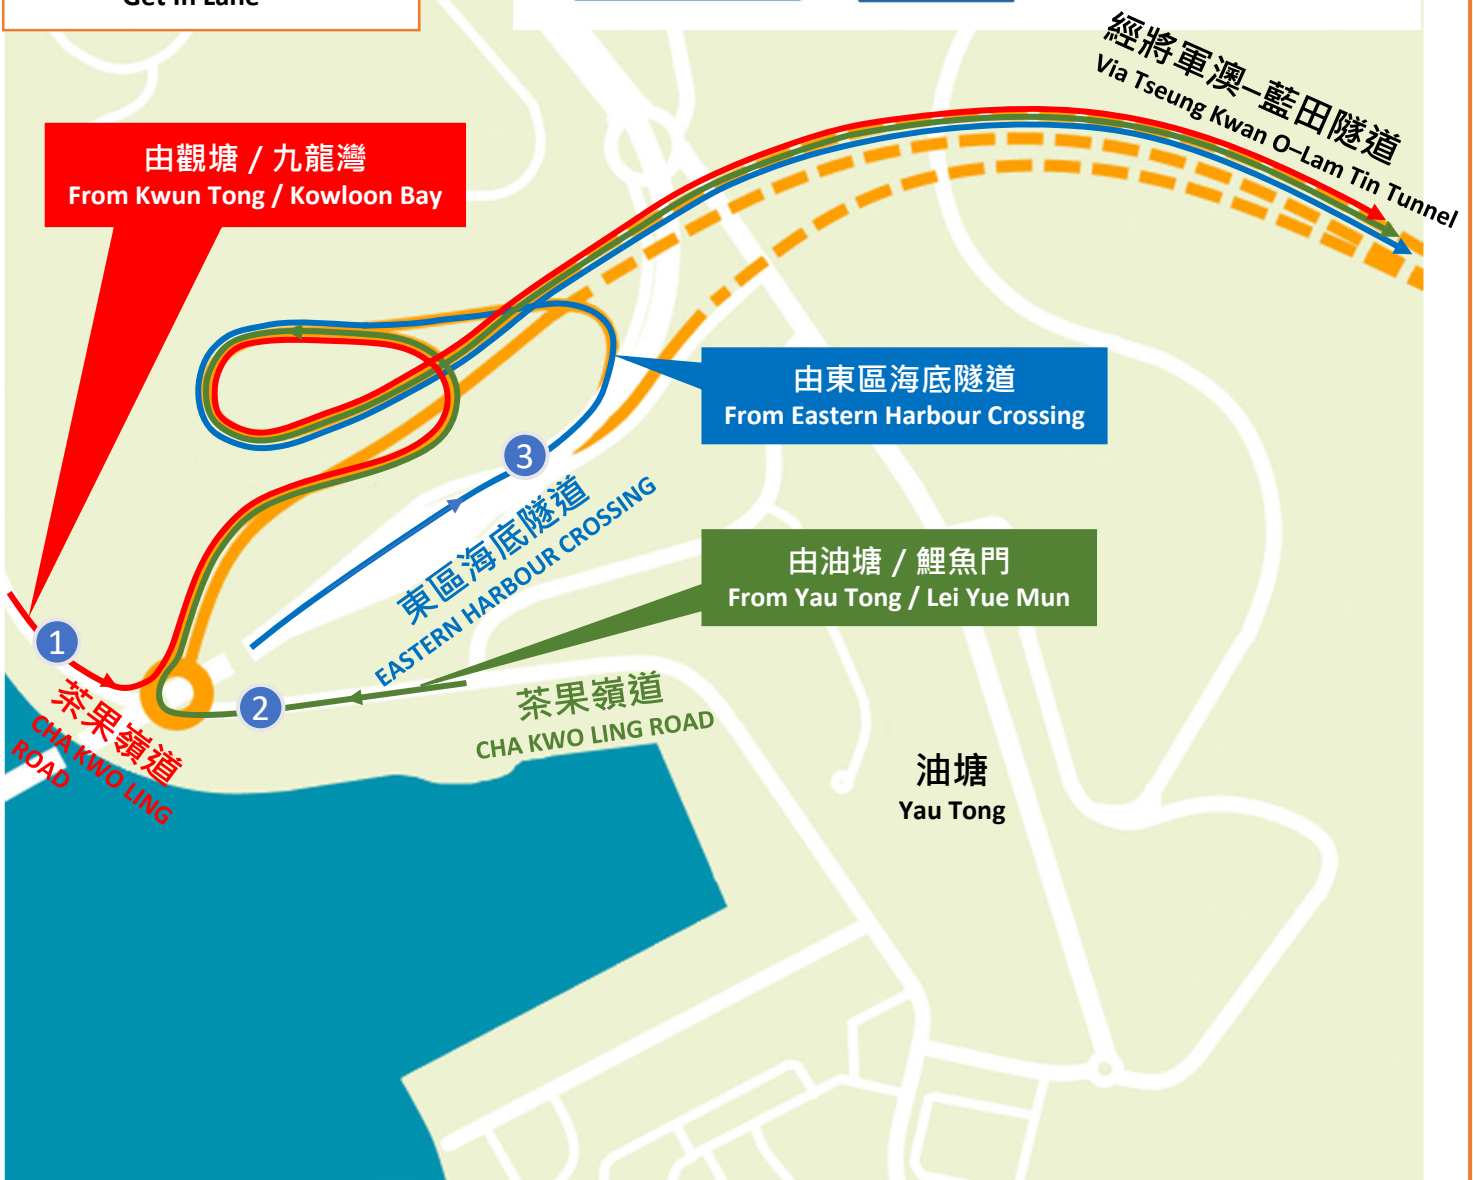 Get in Lane
經將軍澳–藍田隧道
Via Tseung Kwan O–Lam Tin Tunnel
由觀塘 / 九龍灣
From Kwun Tong / Kowloon Bay
由東區海底隧道
From Eastern Harbour Crossing
3
東區海底隧道
EASTERN HARBOUR CROSSING
由油塘 / 鯉魚門
From Yau Tong / Lei Yue Mun
1
2
茶果嶺道
CHA KWO LING
ROAD
茶果嶺道
CHA KWO LING ROAD
油塘
Yau Tong